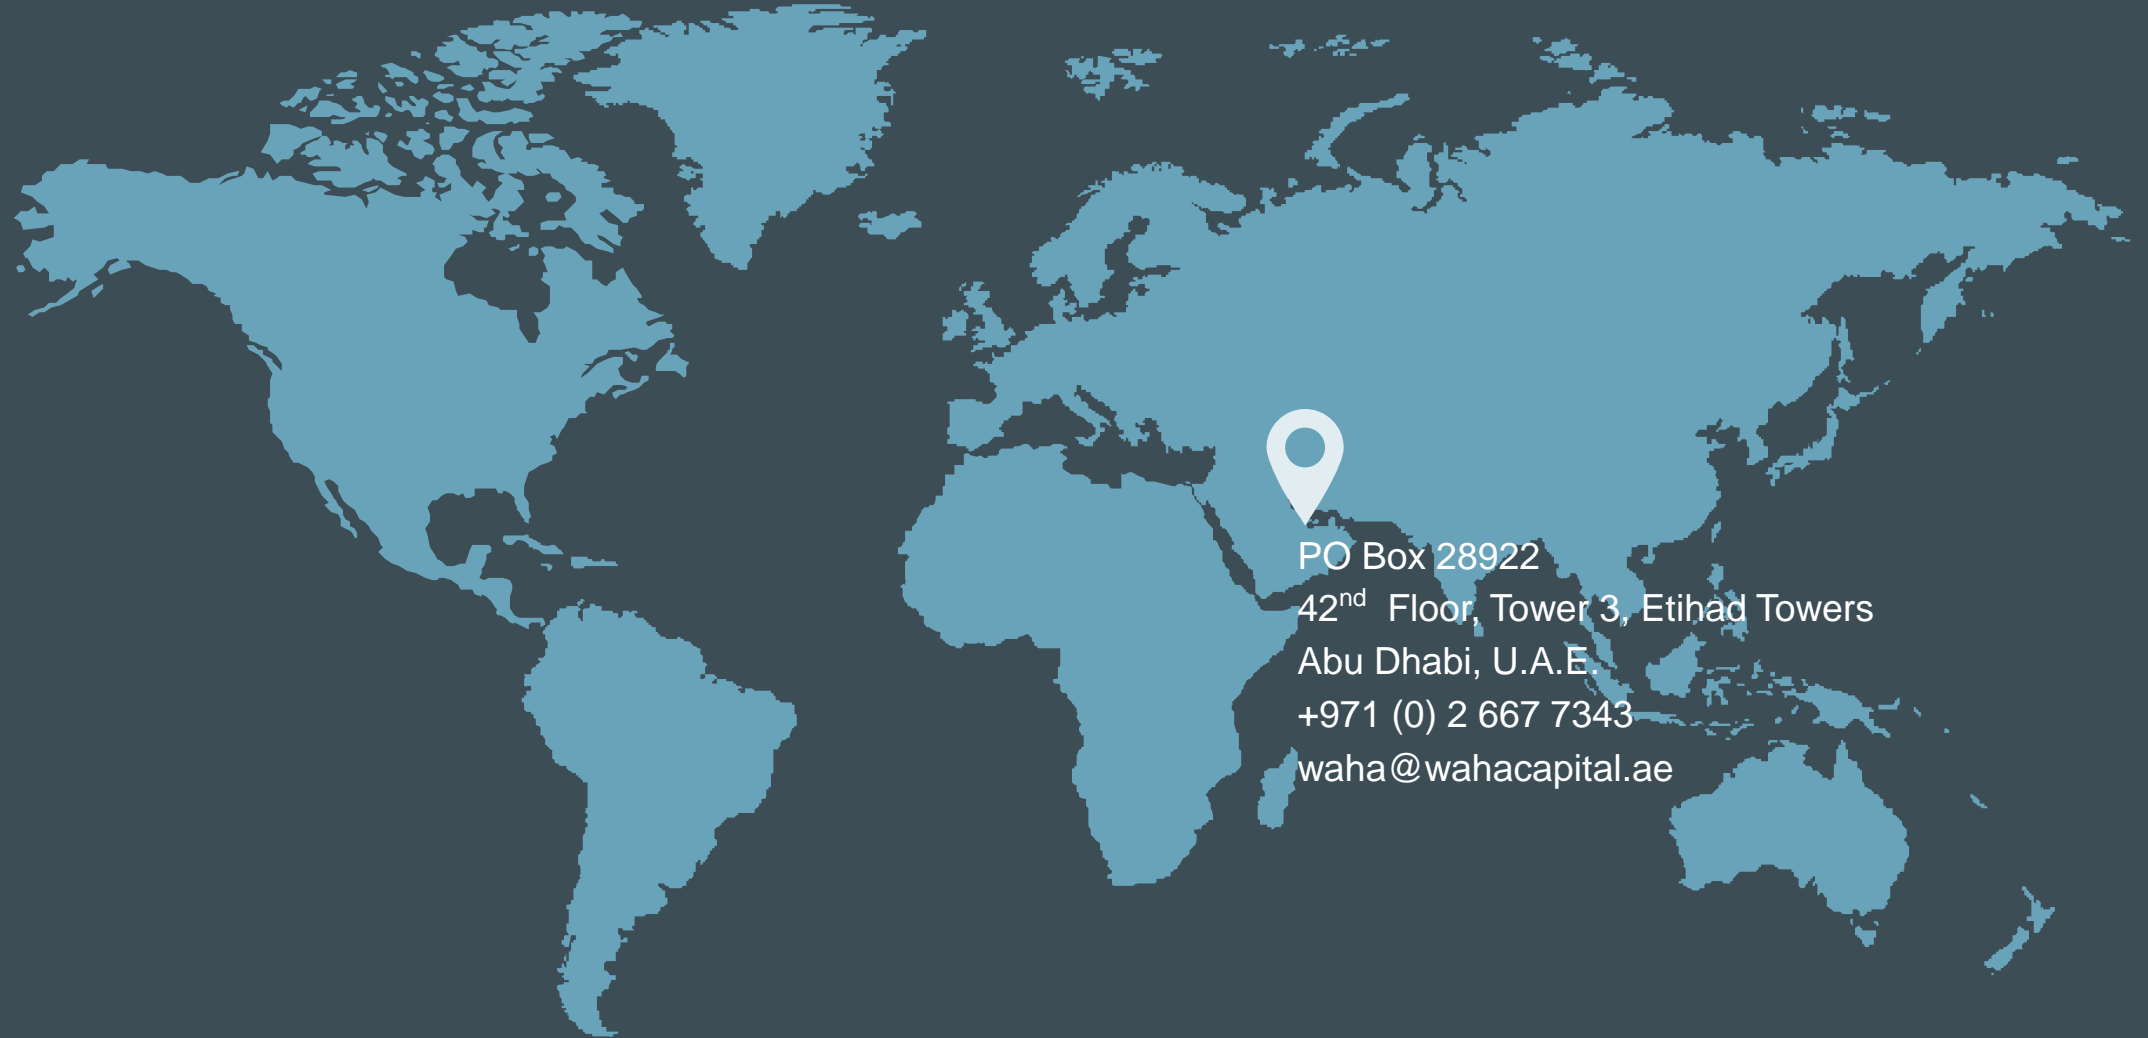 PO Box 28922
42nd Floor, Tower 3, Etihad Towers
Abu Dhabi, U.A.E.
+971 (0) 2 667 7343
waha@wahacapital.ae